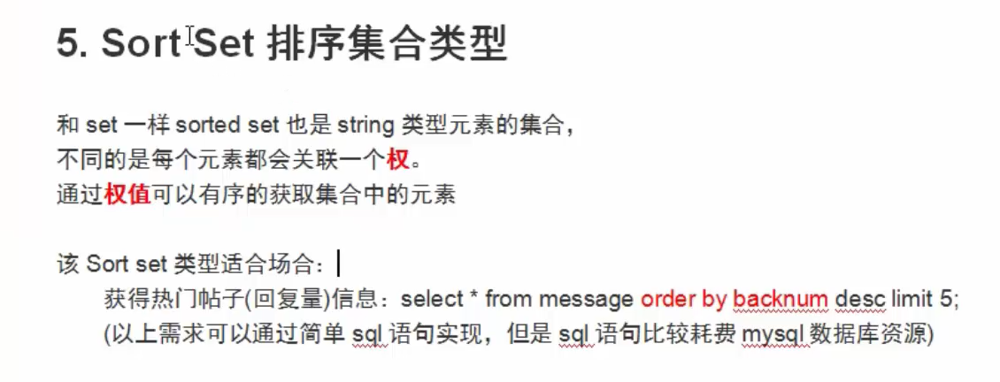 5. Sort Set 排序集合类型
和 set 一样 sorted set 也是 string 类型元素的集合，
不同的是每个元素都会关联一个权。
通过权值可以有序的获取集合中的元素
该 Sort set 类型适合场合：
获得热门帖子(回复量)信息：select * from message order by backnum desc limit 5;
(以上需求可以通过简单 sql 语句实现，但是 sql 语句比较耗费 mysql 数据库资源)